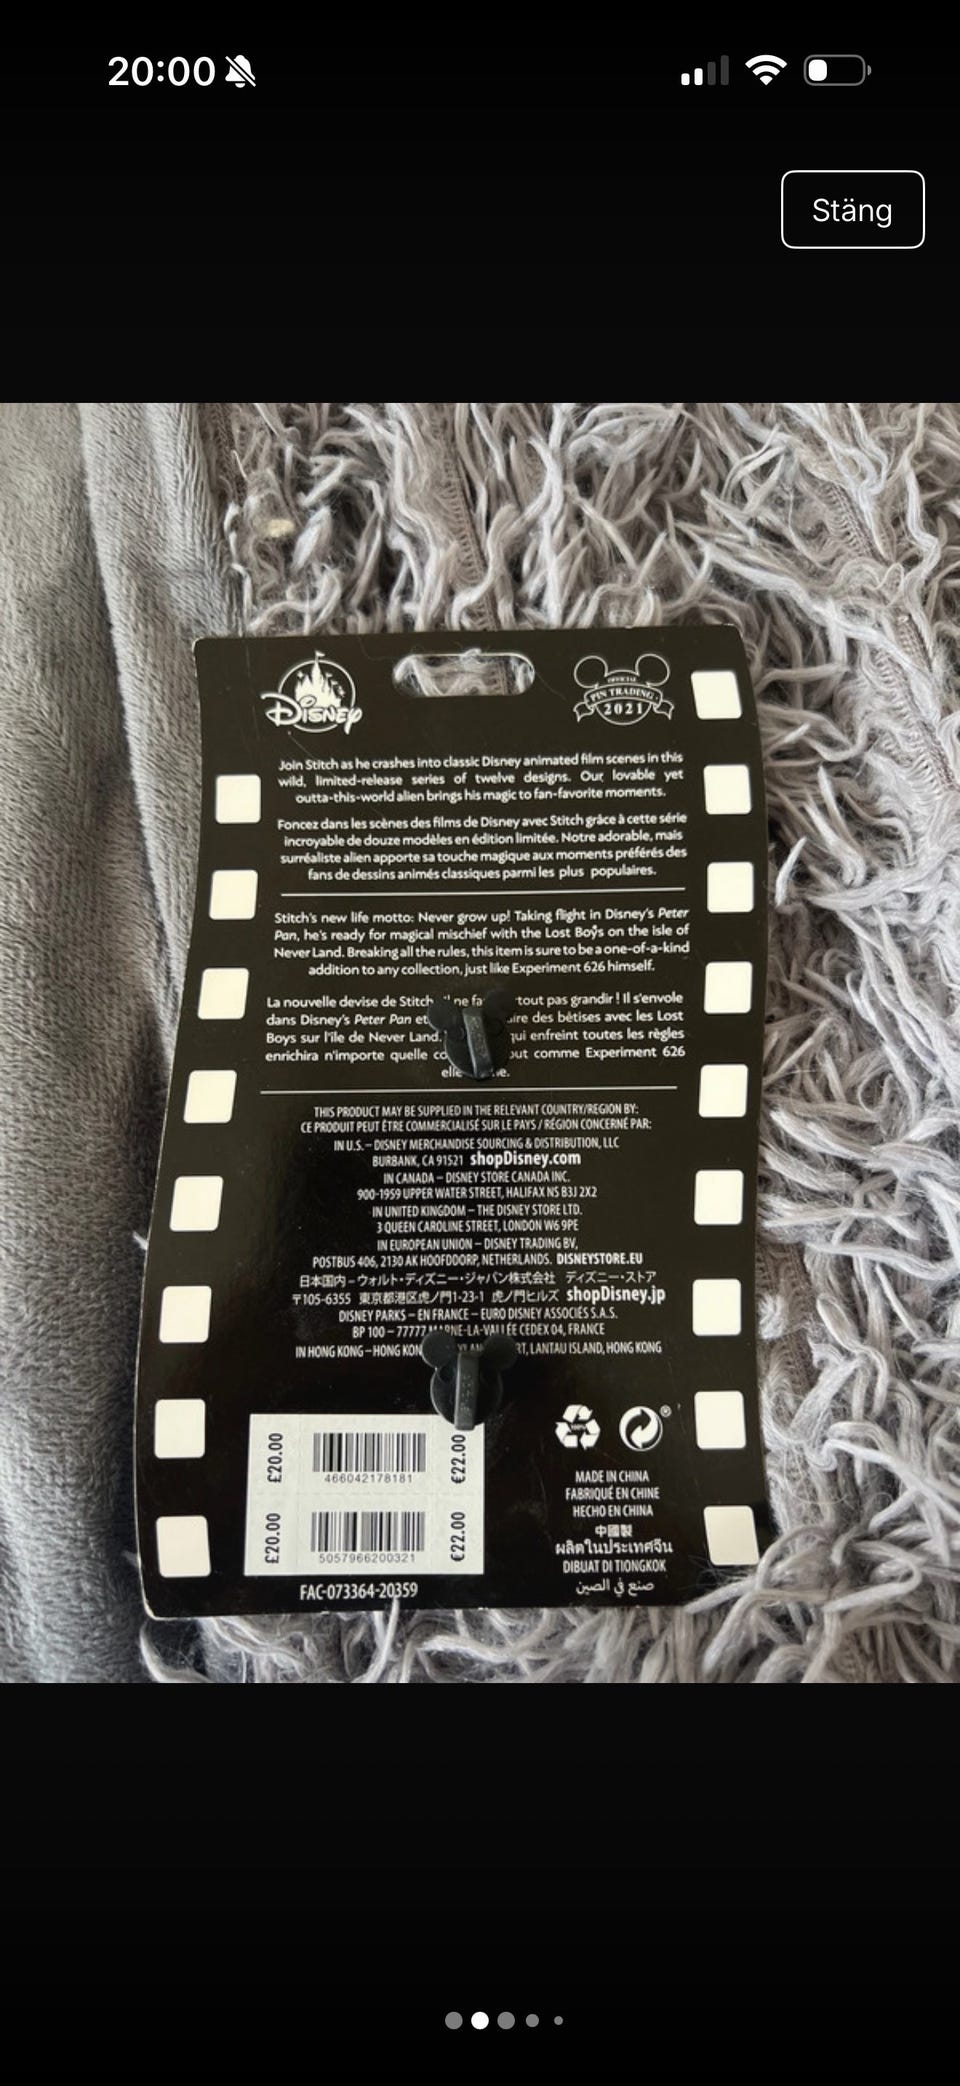 20:00
Stäng
Disney
OFFICIAL
PIN TRADING
2021
Join Stitch as he crashes into classic Disney animated film scenes in this
wild, limited-release series of twelve designs. Our lovable yet
outta-this-world alien brings his magic to fan-favorite moments.
Foncez dans les scènes des films de Disney avec Stitch grâce à cette série
incroyable de douze modèles en édition limitée. Notre adorable, mais
surréaliste alien apporte sa touche magique aux moments préférés des
fans de dessins animés classiques parmi les plus populaires.
Stitch's new life motto: Never grow up! Taking flight in Disney's Peter
Pan, he's ready for magical mischief with the Lost Boys on the isle of
Never Land. Breaking all the rules, this item is sure to be a one-of-a-kind
addition to any collection, just like Experiment 626 himself.
La nouvelle devise de Stitch ne tout pas grandir ! Il s'envole
dans Disney's Peter Pan et des bêtises avec les Lost
Boys sur l'île de Never Land. qui enfreint toutes les règles
enrichira n'importe quelle comme Experiment 626
THIS PRODUCT MAY BE SUPPLIED IN THE RELEVANT COUNTRY/REGION BY:
CE PRODUIT PEUT ÊTRE COMMERCIALISÉ SUR LE PAYS / RÉGION CONCERNÉ PAR:
IN U.S. – DISNEY MERCHANDISE SOURCING & DISTRIBUTION, LLC
BURBANK, CA 91521 shopDisney.com
IN CANADA – DISNEY STORE CANADA INC.
900-1959 UPPER WATER STREET, HALIFAX NS B3J 2X2
IN UNITED KINGDOM – THE DISNEY STORE LTD.
3 QUEEN CAROLINE STREET, LONDON W6 9PE
IN EUROPEAN UNION – DISNEY TRADING BV,
POSTBUS 406, 2130 AK HOOFDDORP, NETHERLANDS. DISNEYSTORE.EU
日本国内–ウォルト・ディズニー・ジャパン株式会社 ディズニー・ストア
〒105-6355 東京都港区虎ノ門1-23-1 虎ノ門ヒルズ shopDisney.jp
DISNEY PARKS – EN FRANCE – EURO DISNEY ASSOCIÉS S.A.S.
BP 100 – 77777 MARNE-LA-VALLÉE CEDEX 04, FRANCE
IN HONG KONG – HONG LANTAU ISLAND, HONG KONG
£20.00
466042178181
€22.00
£20.00
5057966200321
€22.00
FAC-073364-20359
100%
®
MADE IN CHINA
FABRIQUÉ EN CHINE
HECHO EN CHINA
中國製
ผลิตในประเทศจีน
DIBUAT DI TIONGKOK
صنع في الصين